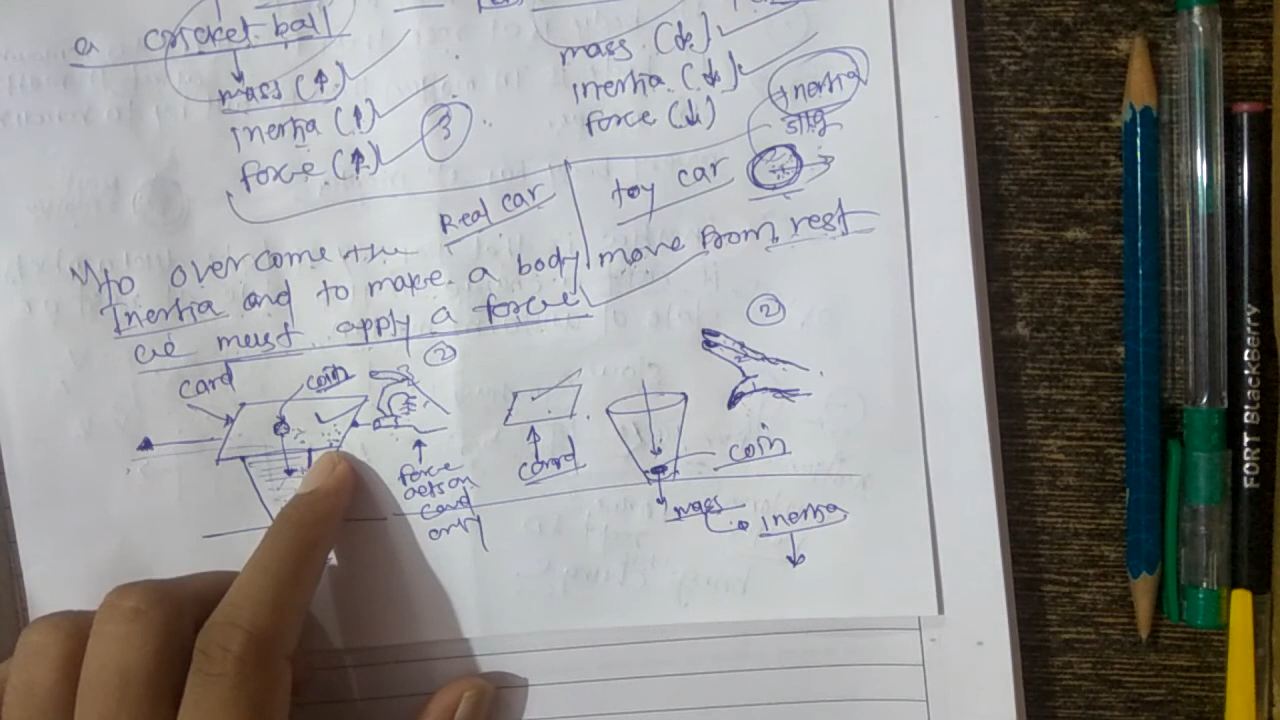 a cricket ball
mass (↑)
inertia (↑)
force (↑)
3
mass (↓)
inertia (↓)
force (↓)
inertia
Real car
toy car
to overcome the
Inertia and to make a body move from rest
we must apply a force
2
2
card
coin
force
acts on
card
only
card
coin
mass
inertia
FORT BlackBerry